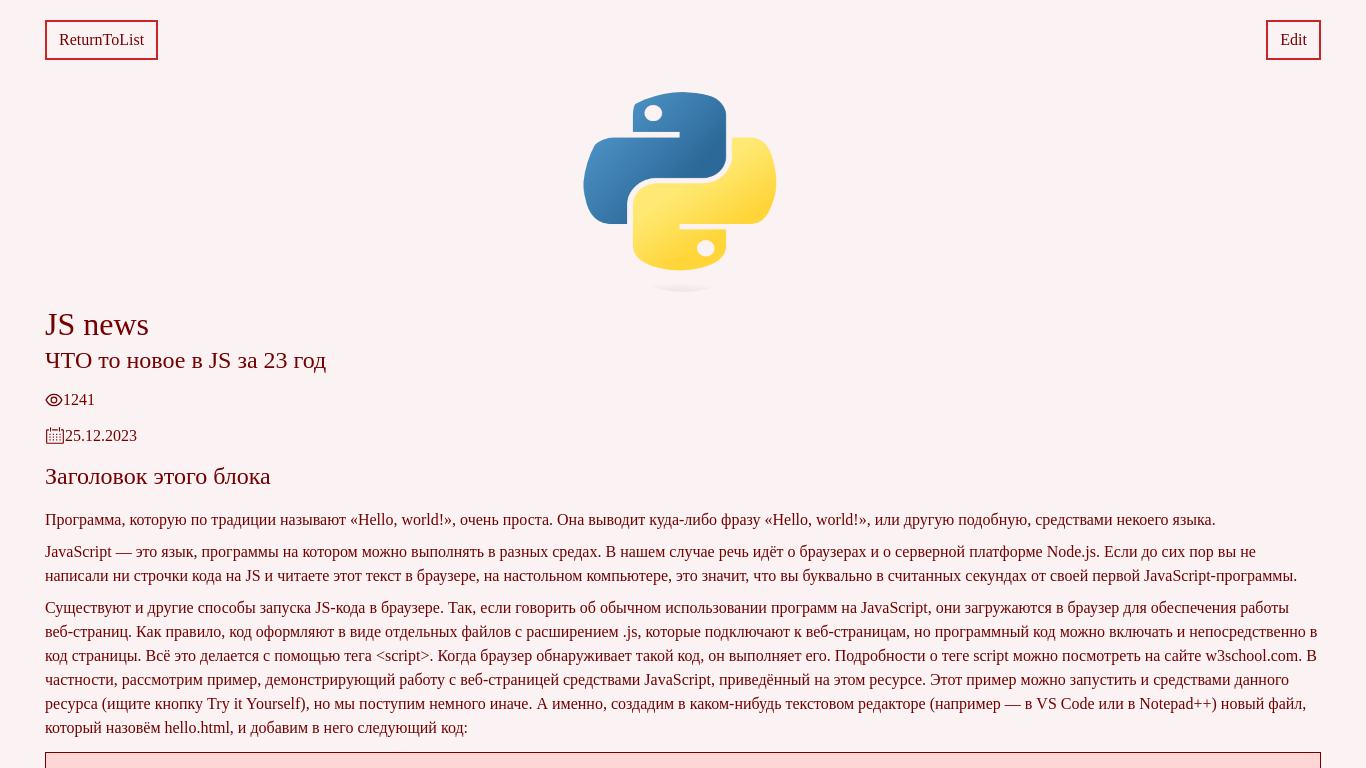 ReturnToList
Edit
JS news
ЧТО то новое в JS за 23 год
1241
25.12.2023
Заголовок этого блока
Программа, которую по традиции называют «Hello, world!», очень проста. Она выводит куда-либо фразу «Hello, world!», или другую подобную, средствами некоего языка.
JavaScript — это язык, программы на котором можно выполнять в разных средах. В нашем случае речь идёт о браузерах и о серверной платформе Node.js. Если до сих пор вы не
написали ни строчки кода на JS и читаете этот текст в браузере, на настольном компьютере, это значит, что вы буквально в считанных секундах от своей первой JavaScript-программы.
Существуют и другие способы запуска JS-кода в браузере. Так, если говорить об обычном использовании программ на JavaScript, они загружаются в браузер для обеспечения работы
веб-страниц. Как правило, код оформляют в виде отдельных файлов с расширением .js, которые подключают к веб-страницам, но программный код можно включать и непосредственно в
код страницы. Всё это делается с помощью тега <script>. Когда браузер обнаруживает такой код, он выполняет его. Подробности о теге script можно посмотреть на сайте w3school.com. В
частности, рассмотрим пример, демонстрирующий работу с веб-страницей средствами JavaScript, приведённый на этом ресурсе. Этот пример можно запустить и средствами данного
ресурса (ищите кнопку Try it Yourself), но мы поступим немного иначе. А именно, создадим в каком-нибудь текстовом редакторе (например — в VS Code или в Notepad++) новый файл,
который назовём hello.html, и добавим в него следующий код: